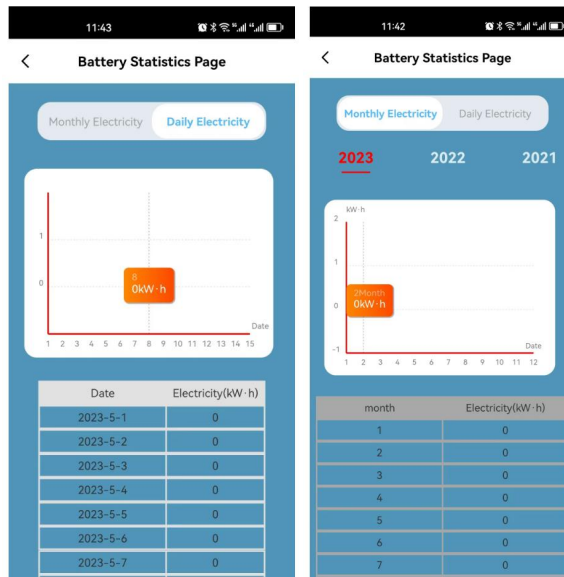 11:43
Battery Statistics Page
Monthly Electricity Daily Electricity
1
0
8
0kW·h
Date
1 2 3 4 5 6 7 8 9 10 11 12 13 14 15
Date Electricity(kW·h)
2023-5-1 0
2023-5-2 0
2023-5-3 0
2023-5-4 0
2023-5-5 0
2023-5-6 0
2023-5-7 0
11:42
Battery Statistics Page
Monthly Electricity Daily Electricity
2023 2022 2021
kW·h
2
1
0
2Month
0kW·h
-1
Date
1 2 3 4 5 6 7 8 9 10 11 12
month Electricity(kW·h)
1 0
2 0
3 0
4 0
5 0
6 0
7 0